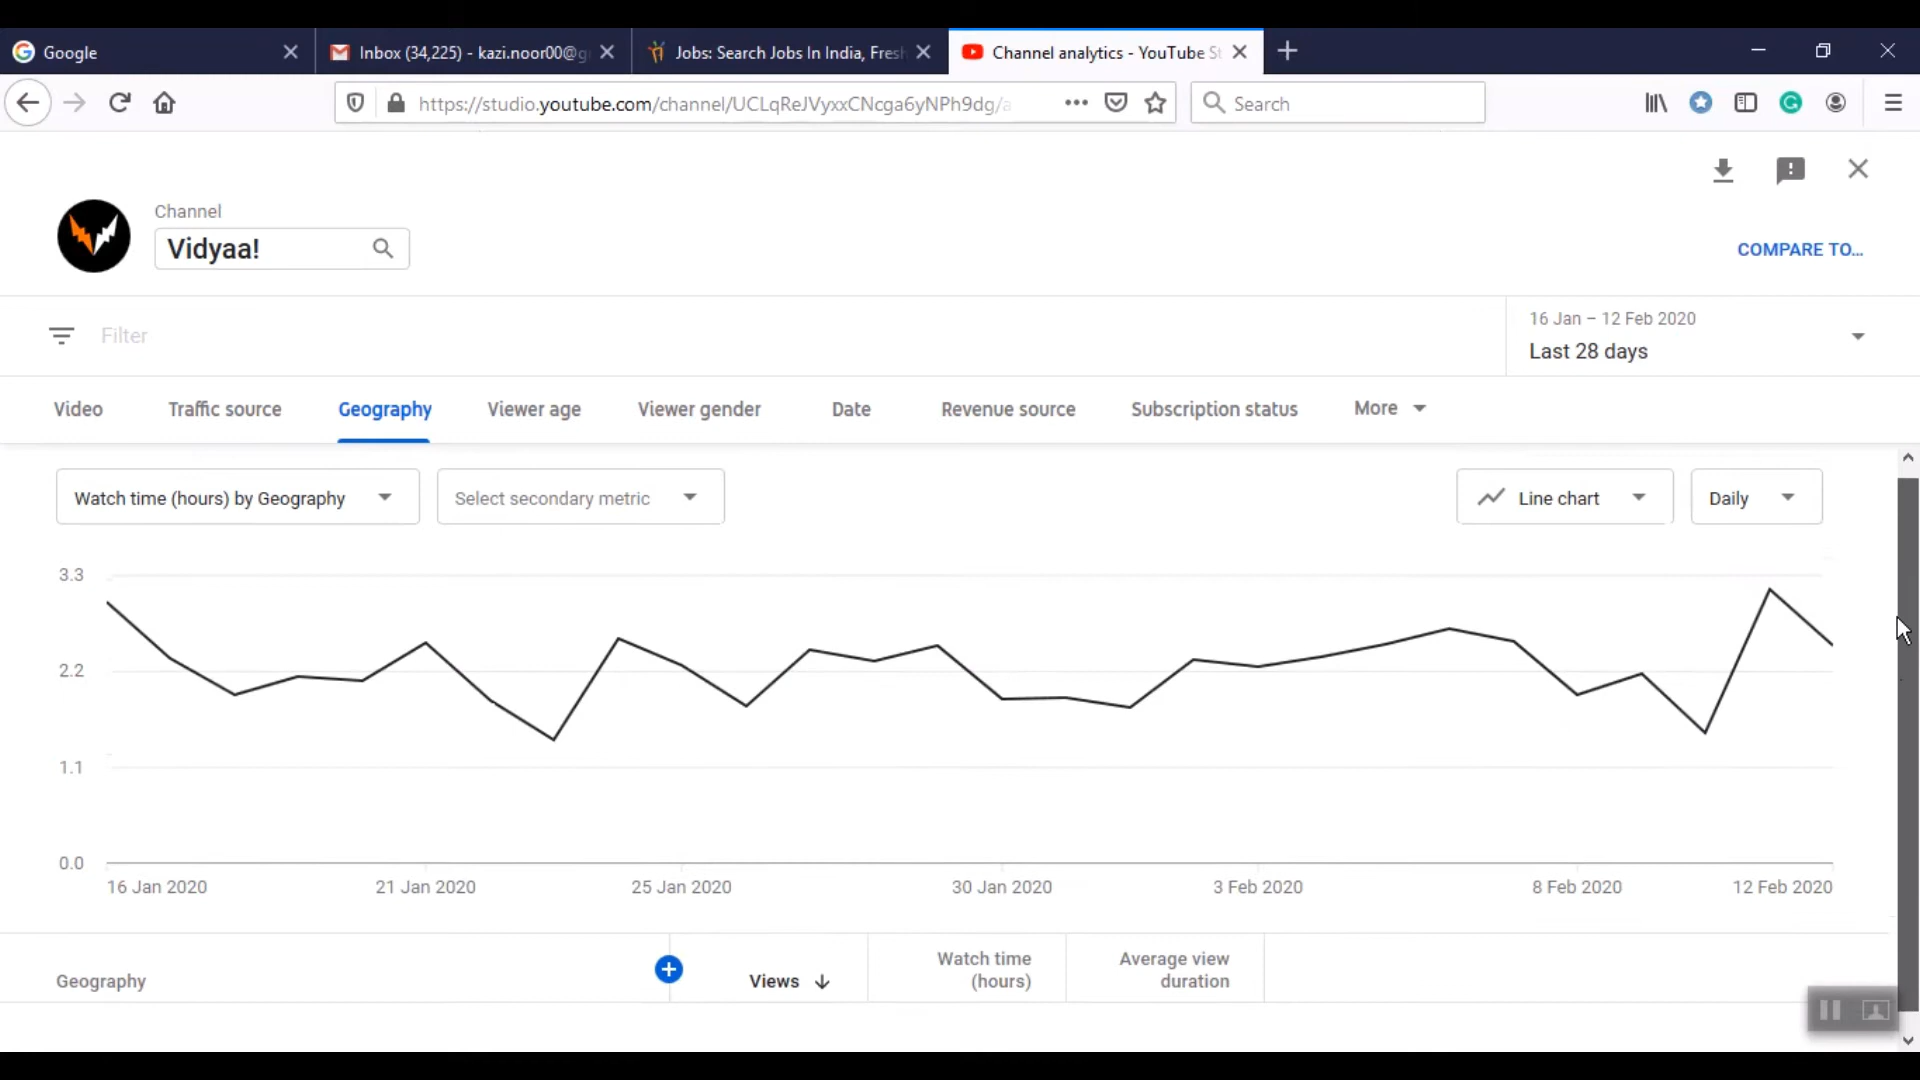 Google
Inbox (34,225) - kazi.noor00@g
Jobs: Search Jobs In India, Fresh
Channel analytics - YouTube St
https://studio.youtube.com/channel/UCLqReJVyxxCNcga6yNPh9dg/a
Search
Channel
Vidyaa!
COMPARE TO...
Filter
16 Jan – 12 Feb 2020
Last 28 days
Video
Traffic source
Geography
Viewer age
Viewer gender
Date
Revenue source
Subscription status
More
Watch time (hours) by Geography
Select secondary metric
Line chart
Daily
3.3
2.2
1.1
0.0
16 Jan 2020
21 Jan 2020
25 Jan 2020
30 Jan 2020
3 Feb 2020
8 Feb 2020
12 Feb 2020
Geography
Views
Watch time
(hours)
Average view
duration